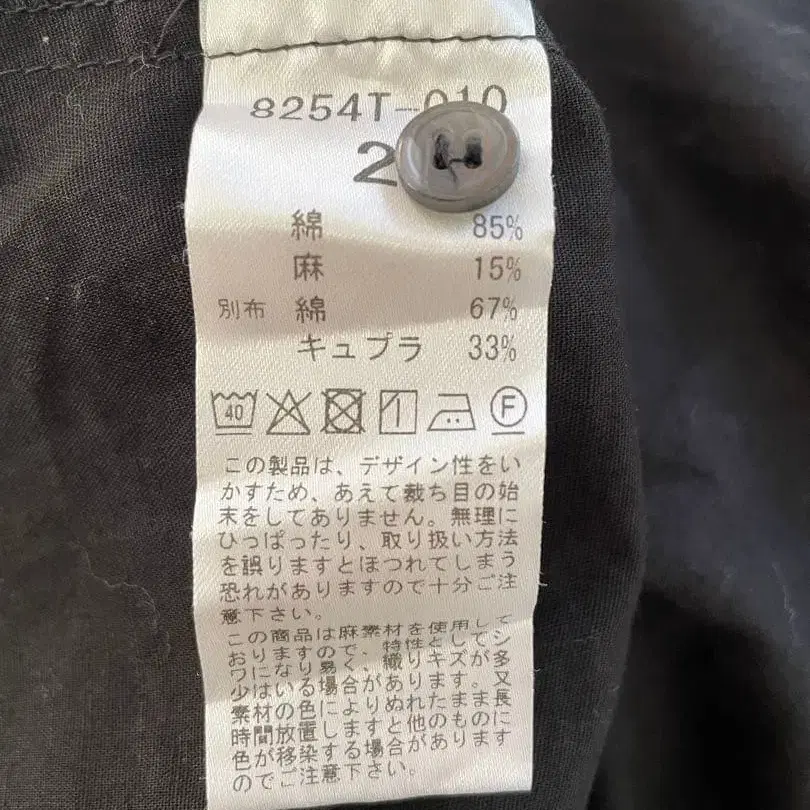 8254T-010
2
綿 85%
麻 15%
別布 綿 67%
キュプラ 33%
40
F
この製品は、デザイン性をい
かすため、あえて裁ち目の始
末をしてありません。無理に
ひっぱったり、取り扱い方法
を誤りますとほつれてしまう
恐れがありますので十分ご注
意下さい。
この商品は麻素材を使用して
おりますので、特性としてシ
ワになり易く、織りキズが多
少はいる場合があります。又
素材の色によりぬれたまま長
時間放置しますと他のものに
色が移染する場合があります
のでご注意下さい。